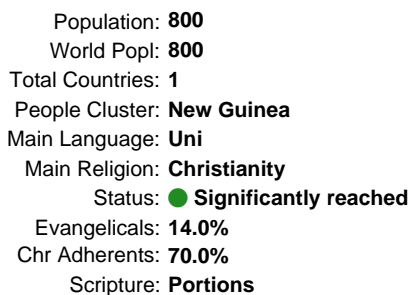 Population: 800
World Popl: 800
Total Countries: 1
People Cluster: New Guinea
Main Language: Uni
Main Religion: Christianity
Status: Significantly reached
Evangelicals: 14.0%
Chr Adherents: 70.0%
Scripture: Portions